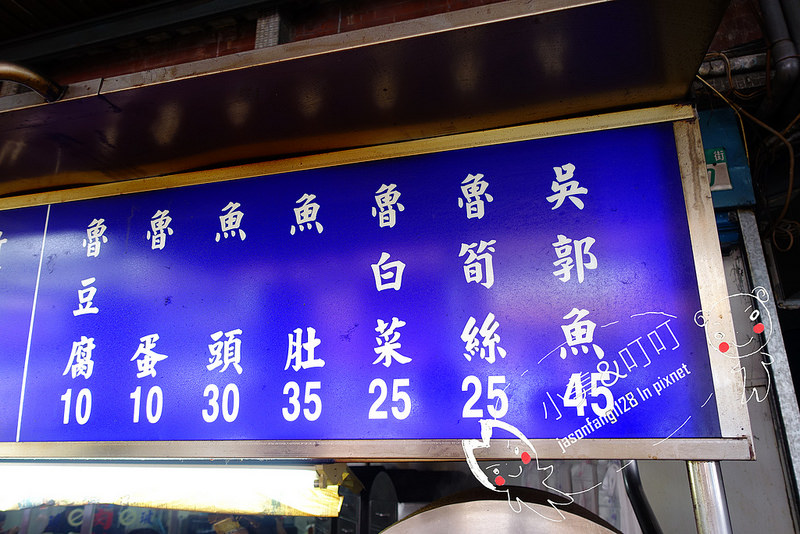 吳郭魚 45
魯筍絲 25
魯白菜 25
魚肚 35
魚頭 30
魯蛋 10
魯豆腐 10
街
小 &叮叮
jasonfang1128 In pixnet